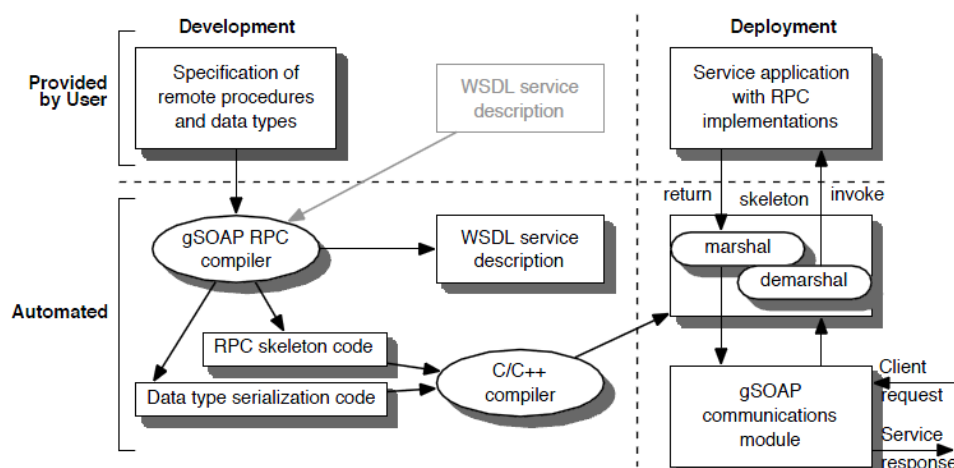 Development
Deployment
Provided
by User
Specification of
remote procedures
and data types
WSDL service
description
Service application
with RPC
implementations
return
skeleton
invoke
Automated
gSOAP RPC
compiler
WSDL service
description
marshal
demarshal
RPC skeleton code
Data type serialization code
C/C++
compiler
gSOAP
communications
module
Client
request
Service
response